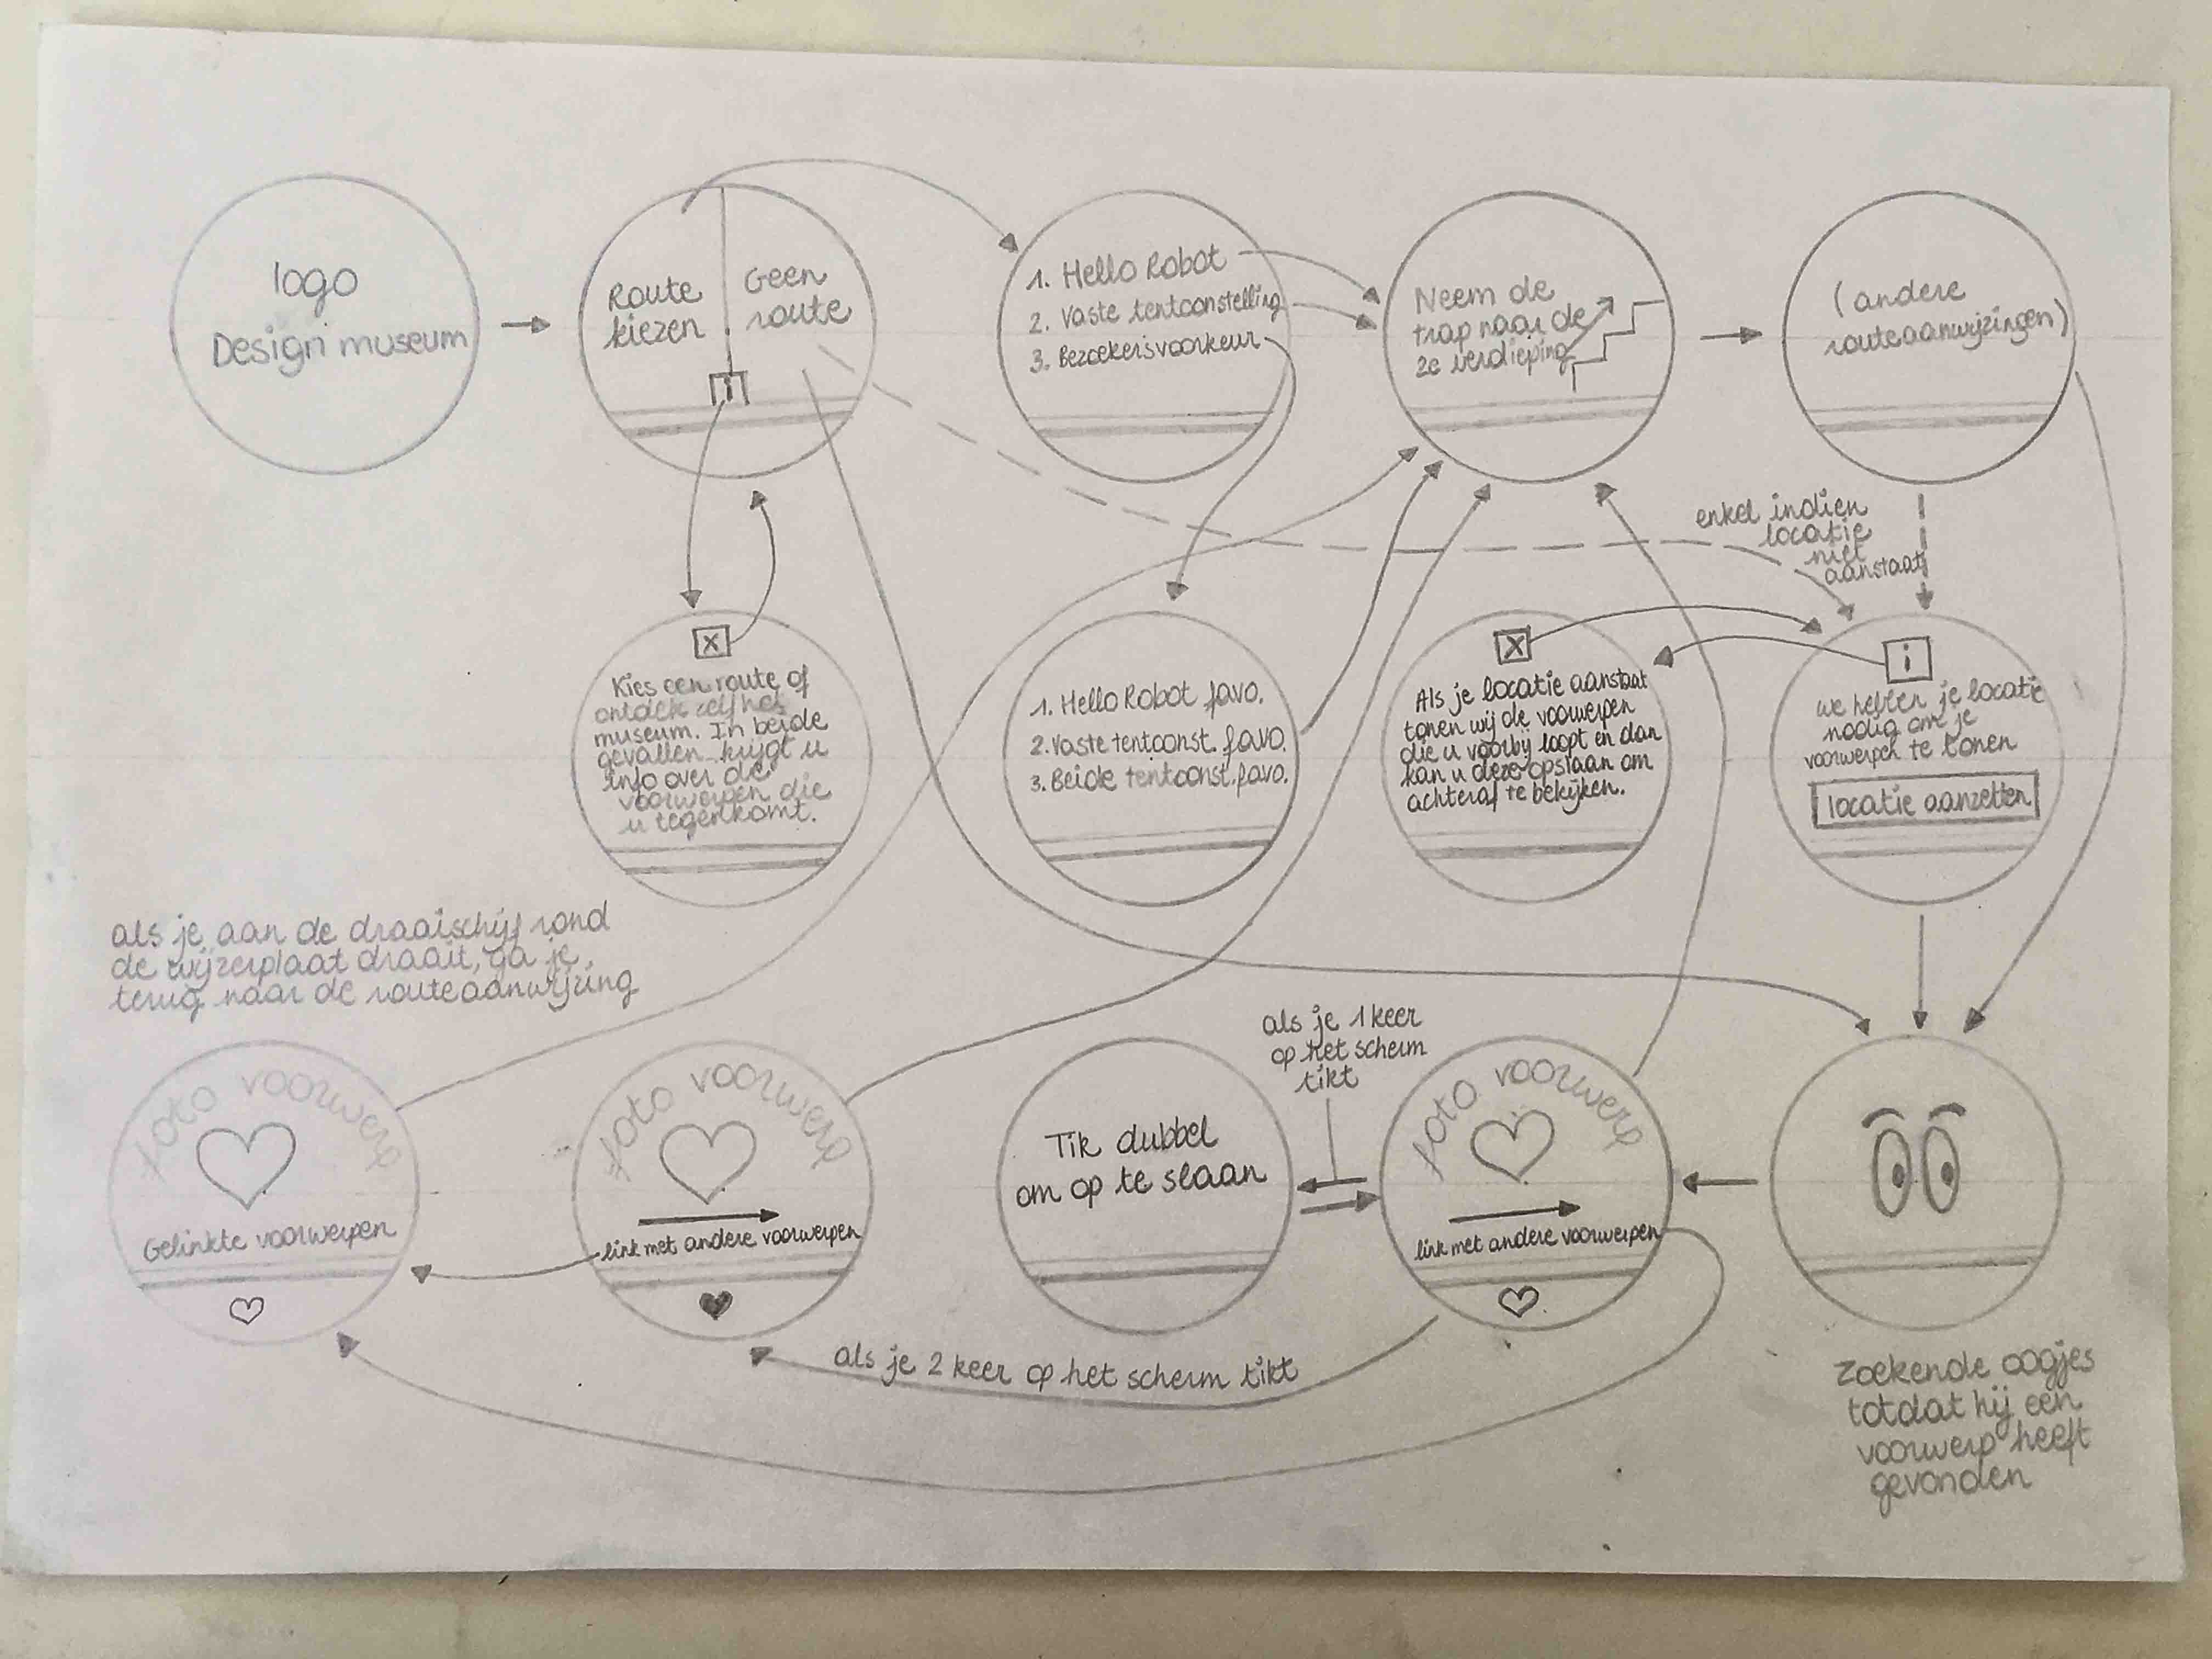 logo
Design museum
Route
kiezen
Geen
route
i
1. Hello Robot
2. Vaste tentoonstelling
3. Bezoekersvoorkeur
Neem de
trap naar de
2e verdieping
(andere
routeaanwijzingen)
enkel indien
locatie
niet
aanstaat
X
Kies een route of
ontdek zelf het
museum. In beide
gevallen krijgt u
info over de
voorwerpen die
u tegenkomt.
1. Hello Robot favo.
2. Vaste tentoonst. favo.
3. Beide tentoonst. favo.
X
Als je locatie aanstaat
tonen wij de voorwerpen
die u voorbij loopt en dan
kan u deze opslaan om
achteraf te bekijken.
i
we hebben je locatie
nodig om je
voorwerpen te tonen
locatie aanzetten
als je aan de draaischijf rond
de wijzerplaat draait, ga je
terug naar de routeaanwijzing
foto voorwerp
Gelinkte voorwerpen
foto voorwerp
link met andere voorwerpen
Tik dubbel
om op te slaan
als je 1 keer
op het scherm
tikt
foto voorwerp
link met andere voorwerpen
als je 2 keer op het scherm tikt
Zoekende oogjes
totdat hij een
voorwerp heeft
gevonden